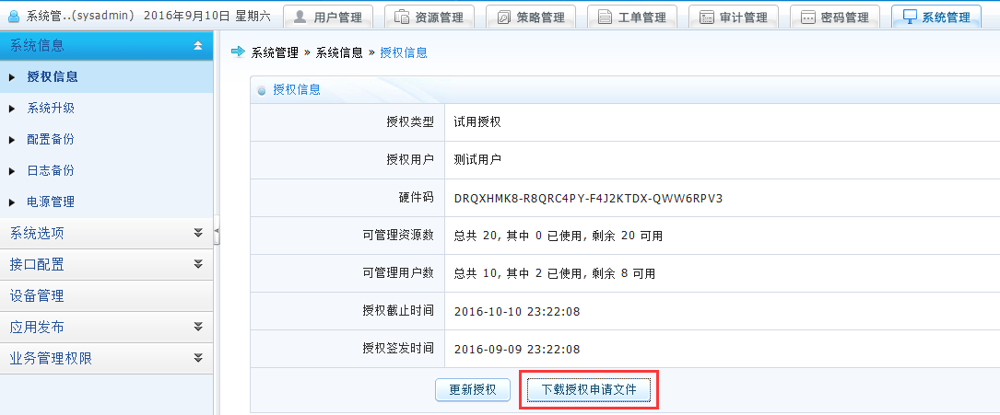 系统管..(sysadmin) 2016年9月10日 星期六 用户管理 资源管理 策略管理 工单管理 审计管理 密码管理 系统管理
系统信息
授权信息
系统升级
配置备份
日志备份
电源管理
系统选项
接口配置
设备管理
应用发布
业务管理权限
系统管理 » 系统信息 » 授权信息
授权信息
授权类型 试用授权
授权用户 测试用户
硬件码 DRQXHMK8-R8QRC4PY-F4J2KTDX-QWW6RPV3
可管理资源数 总共 20, 其中 0 已使用, 剩余 20 可用
可管理用户数 总共 10, 其中 2 已使用, 剩余 8 可用
授权截止时间 2016-10-10 23:22:08
授权签发时间 2016-09-09 23:22:08
更新授权 下载授权申请文件